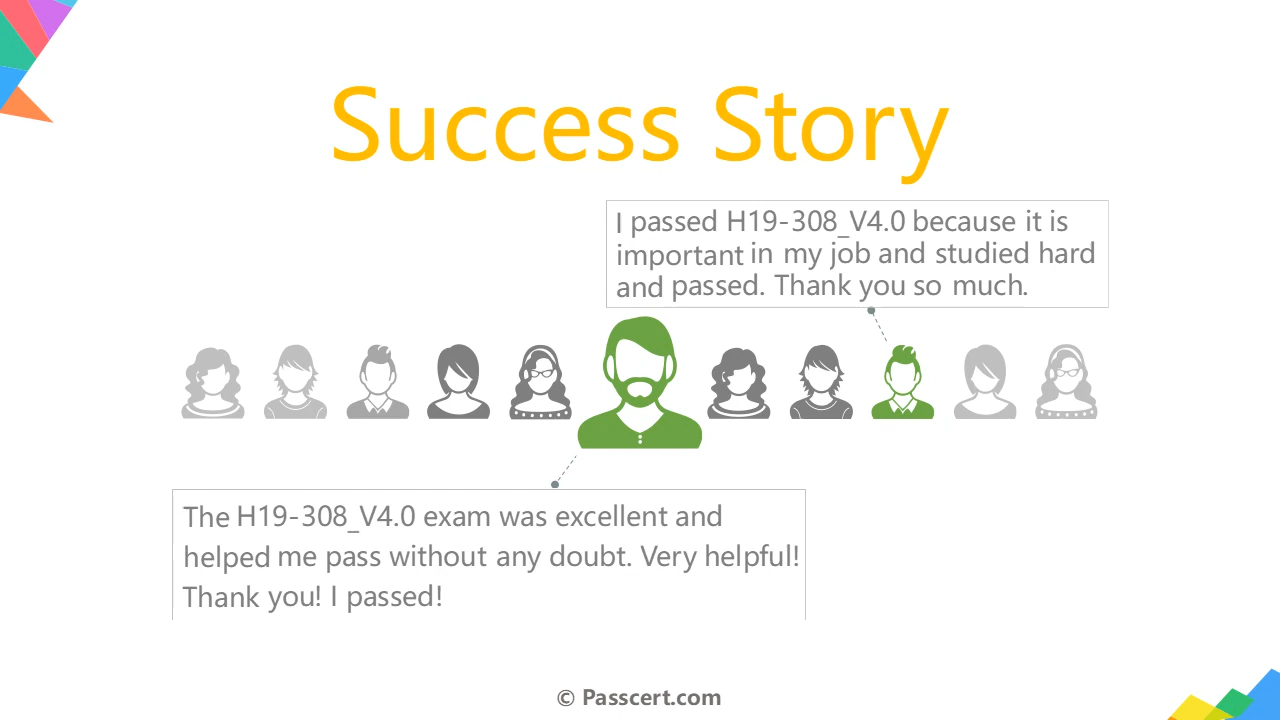 Success Story
I passed H19-308_V4.0 because it is
important in my job and studied hard
and passed. Thank you so much.
The H19-308_V4.0 exam was excellent and
helped me pass without any doubt. Very helpful!
Thank you! I passed!
© Passcert.com